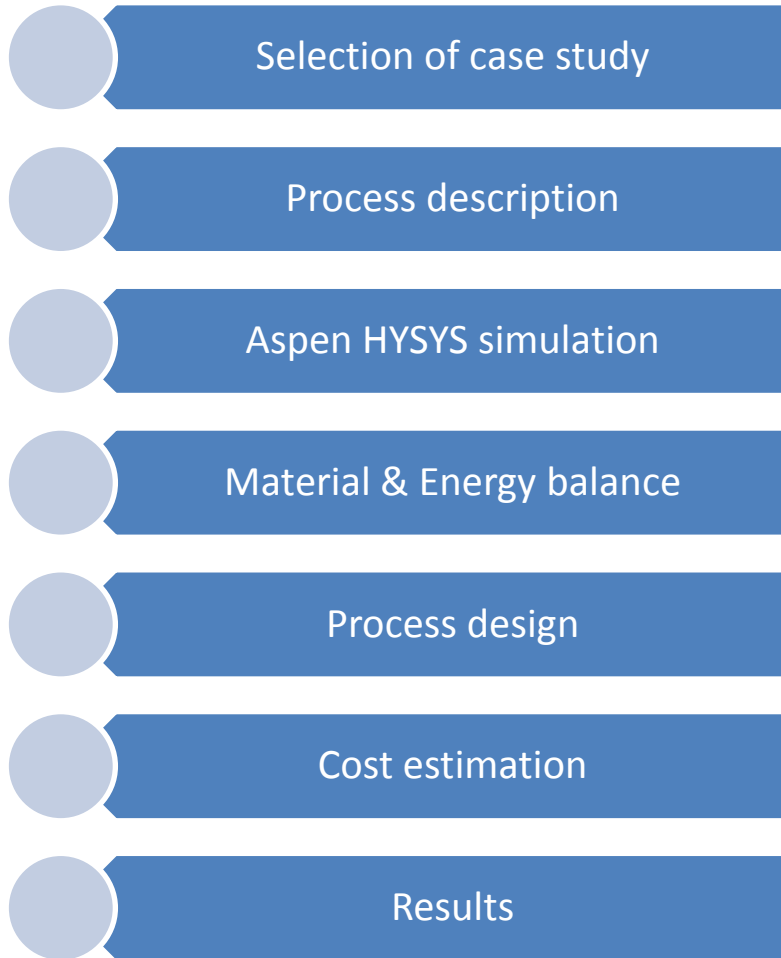 Selection of case study
Process description
Aspen HYSYS simulation
Material & Energy balance
Process design
Cost estimation
Results